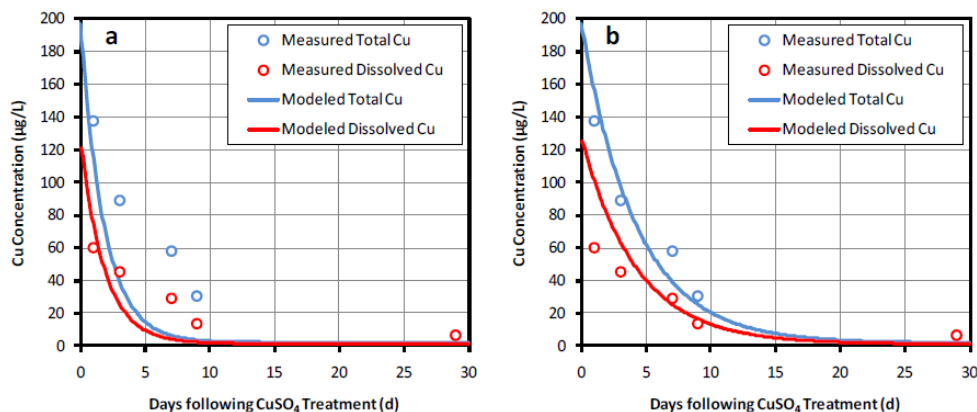 a
Measured Total Cu
Measured Dissolved Cu
Modeled Total Cu
Modeled Dissolved Cu
Cu Concentration (µg/L)
200
180
160
140
120
100
80
60
40
20
0
0 5 10 15 20 25 30
Days following CuSO₄ Treatment (d)
b
Measured Total Cu
Measured Dissolved Cu
Modeled Total Cu
Modeled Dissolved Cu
Cu Concentration (µg/L)
200
180
160
140
120
100
80
60
40
20
0
0 5 10 15 20 25 30
Days following CuSO₄ Treatment (d)